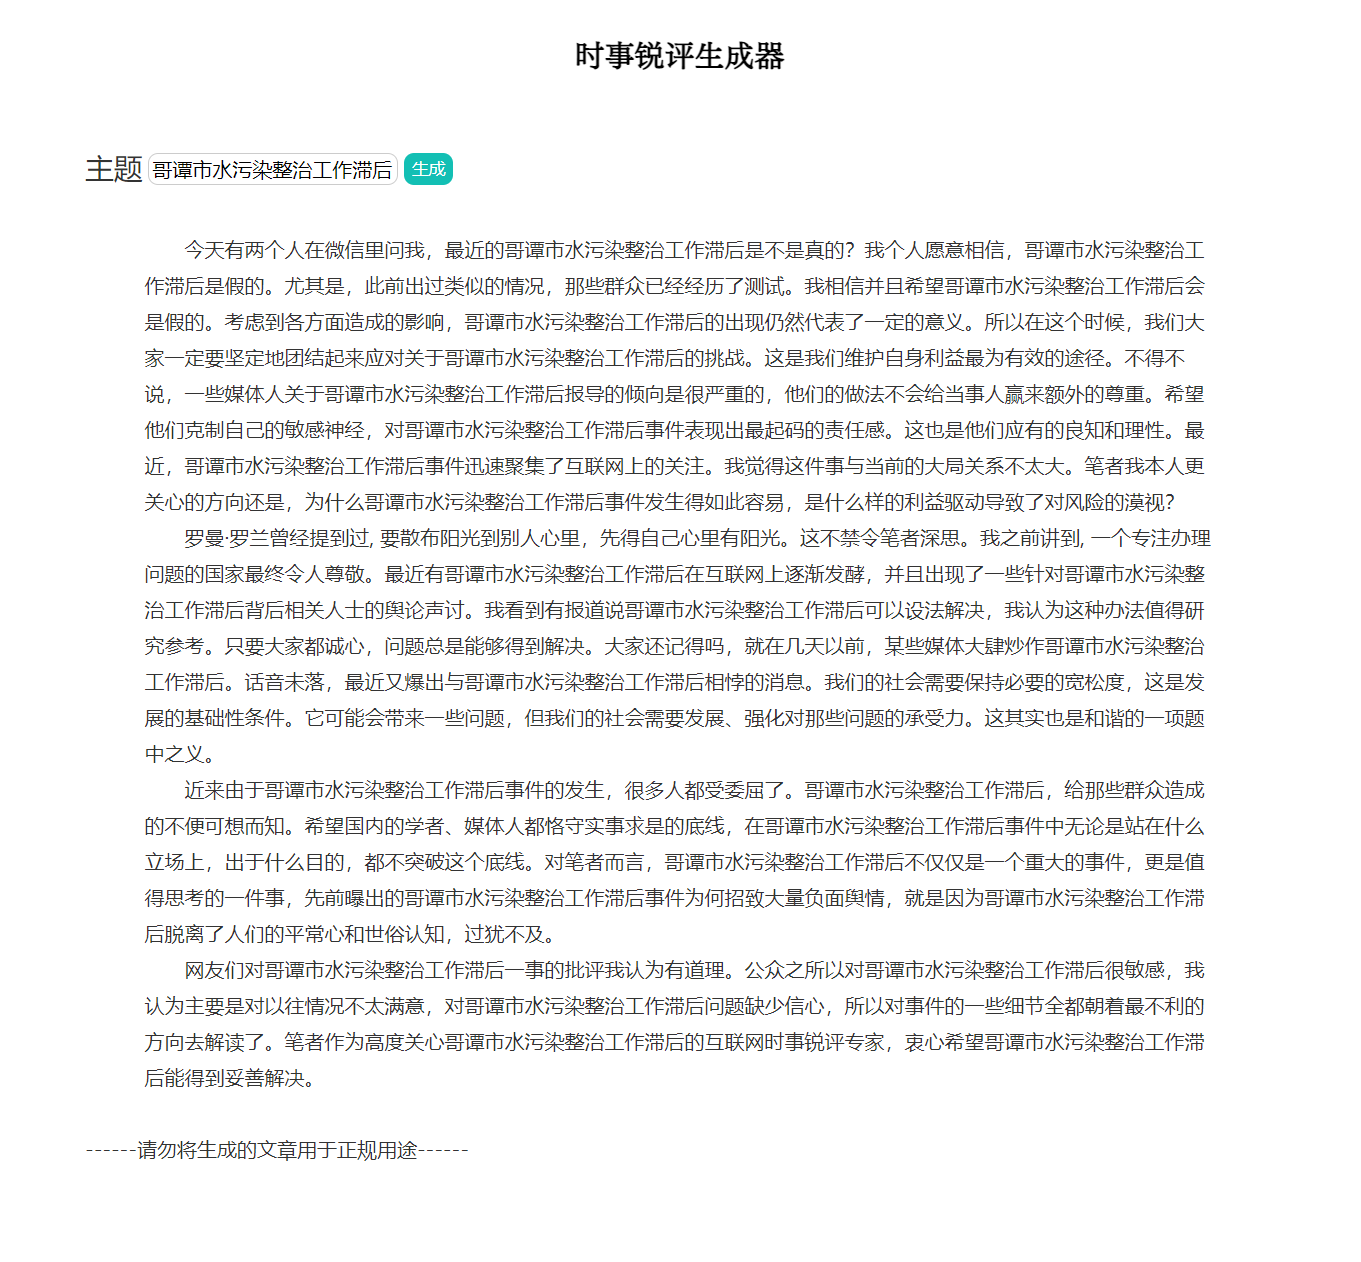 时事锐评生成器
主题 哥谭市水污染整治工作滞后 生成
今天有两个人在微信里问我，最近的哥谭市水污染整治工作滞后是不是真的？我个人愿意相信，哥谭市水污染整治工
作滞后是假的。尤其是，此前出过类似的情况，那些群众已经经历了测试。我相信并且希望哥谭市水污染整治工作滞后会
是假的。考虑到各方面造成的影响，哥谭市水污染整治工作滞后的出现仍然代表了一定的意义。所以在这个时候，我们大
家一定要坚定地团结起来应对关于哥谭市水污染整治工作滞后的挑战。这是我们维护自身利益最为有效的途径。不得不
说，一些媒体人关于哥谭市水污染整治工作滞后报导的倾向是很严重的，他们的做法不会给当事人赢来额外的尊重。希望
他们克制自己的敏感神经，对哥谭市水污染整治工作滞后事件表现出最起码的责任感。这也是他们应有的良知和理性。最
近，哥谭市水污染整治工作滞后事件迅速聚集了互联网上的关注。我觉得这件事与当前的大局关系不太大。笔者我本人更
关心的方向还是，为什么哥谭市水污染整治工作滞后事件发生得如此容易，是什么样的利益驱动导致了对风险的漠视？
罗曼·罗兰曾经提到过, 要散布阳光到别人心里，先得自己心里有阳光。这不禁令笔者深思。我之前讲到, 一个专注办理
问题的国家最终令人尊敬。最近有哥谭市水污染整治工作滞后在互联网上逐渐发酵，并且出现了一些针对哥谭市水污染整
治工作滞后背后相关人士的舆论声讨。我看到有报道说哥谭市水污染整治工作滞后可以设法解决，我认为这种办法值得研
究参考。只要大家都诚心，问题总是能够得到解决。大家还记得吗，就在几天以前，某些媒体大肆炒作哥谭市水污染整治
工作滞后。话音未落，最近又爆出与哥谭市水污染整治工作滞后相悖的消息。我们的社会需要保持必要的宽松度，这是发
展的基础性条件。它可能会带来一些问题，但我们的社会需要发展、强化对那些问题的承受力。这其实也是和谐的一项题
中之义。
近来由于哥谭市水污染整治工作滞后事件的发生，很多人都受委屈了。哥谭市水污染整治工作滞后，给那些群众造成
的不便可想而知。希望国内的学者、媒体人都恪守实事求是的底线，在哥谭市水污染整治工作滞后事件中无论是站在什么
立场上，出于什么目的，都不突破这个底线。对笔者而言，哥谭市水污染整治工作滞后不仅仅是一个重大的事件，更是值
得思考的一件事，先前曝出的哥谭市水污染整治工作滞后事件为何招致大量负面舆情，就是因为哥谭市水污染整治工作滞
后脱离了人们的平常心和世俗认知，过犹不及。
网友们对哥谭市水污染整治工作滞后一事的批评我认为有道理。公众之所以对哥谭市水污染整治工作滞后很敏感，我
认为主要是对以往情况不太满意，对哥谭市水污染整治工作滞后问题缺少信心，所以对事件的一些细节全都朝着最不利的
方向去解读了。笔者作为高度关心哥谭市水污染整治工作滞后的互联网时事锐评专家，衷心希望哥谭市水污染整治工作滞
后能得到妥善解决。
------请勿将生成的文章用于正规用途------